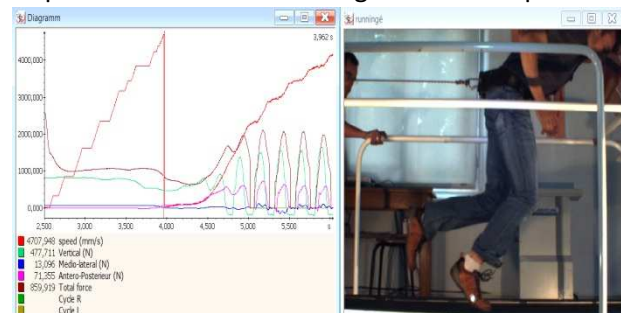 Diagramm
3,962 s
4000,000
3000,000
2000,000
1000,000
0,000
2,500 3,000 3,500 4,000 4,500 5,000 5,500 s
4707,948 speed (mm/s)
477,711 Vertical (N)
13,096 Medio-lateral (N)
71,355 Antero-Posterieur (N)
859,919 Total force
Cycle R
Cycle L
runningé